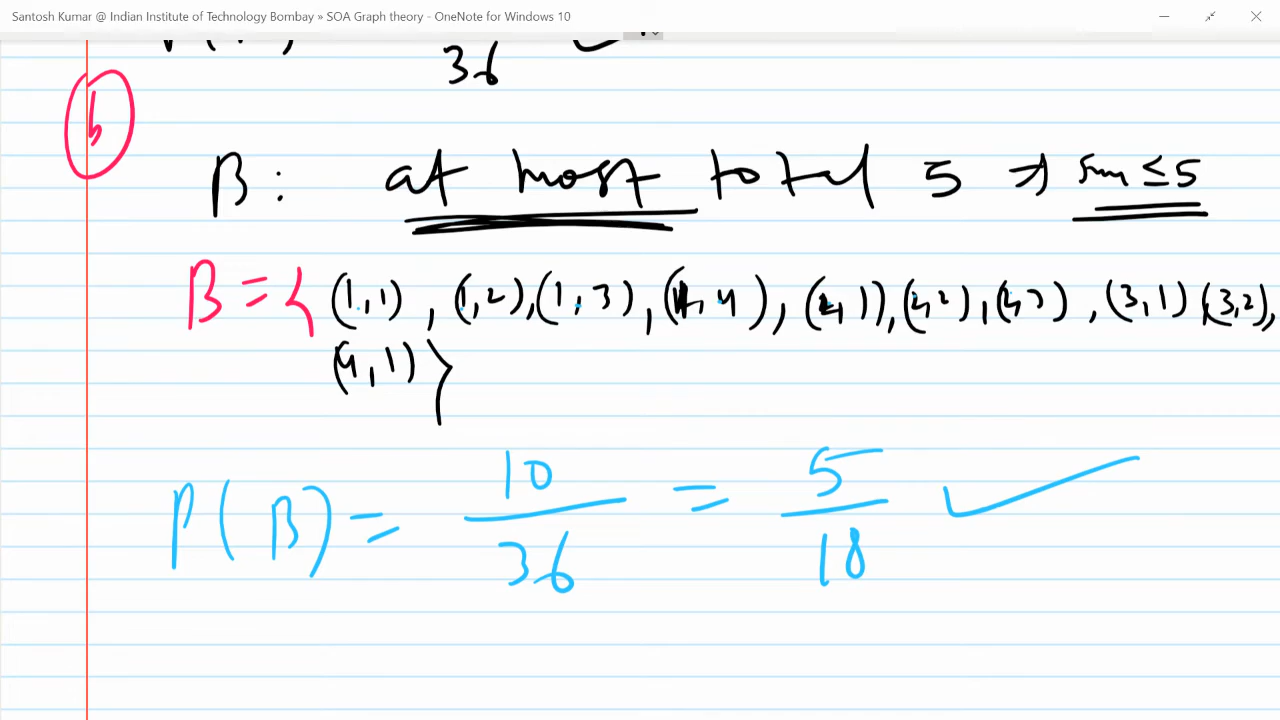 Santosh Kumar @ Indian Institute of Technology Bombay » SOA Graph theory - OneNote for Windows 10
36
b
B: at most total 5 ⇒ Sum ≤ 5
B = { (1,1), (1,2), (1,3), (1,4), (2,1), (2,2), (2,3), (3,1) (3,2),
(4,1) }
P(B) = 10/36 = 5/18 ✓